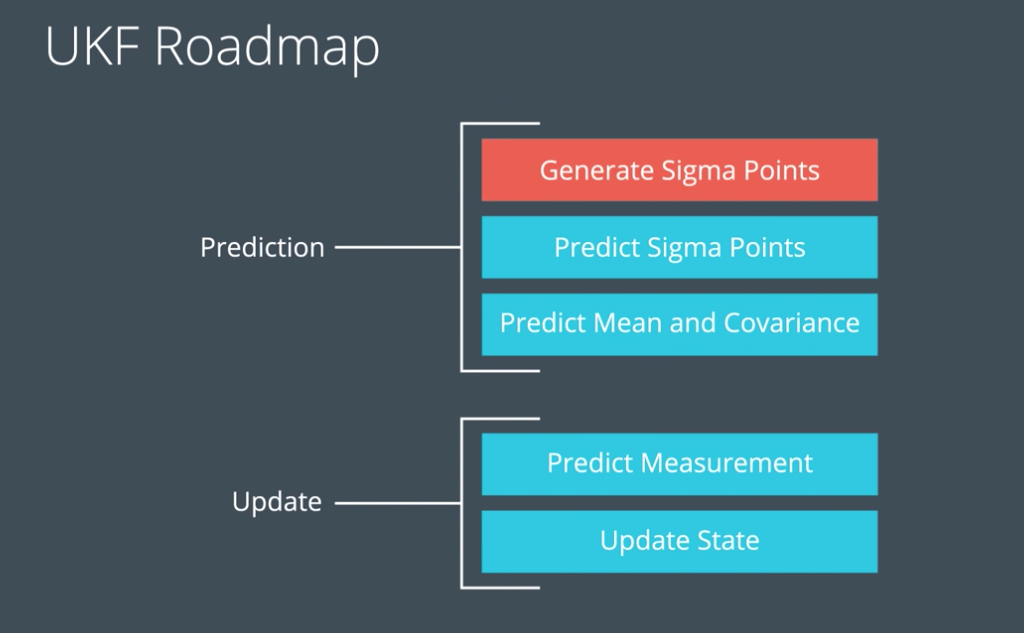 UKF Roadmap
Prediction
Generate Sigma Points
Predict Sigma Points
Predict Mean and Covariance
Update
Predict Measurement
Update State